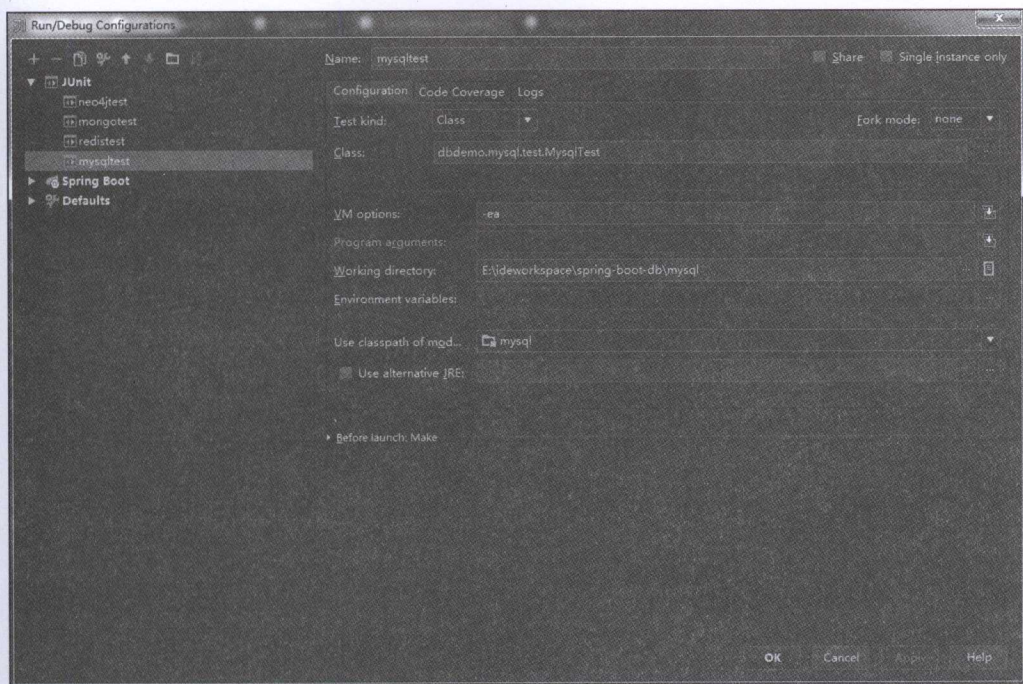 Run/Debug Configurations
Name: mysqltest
Share
Single instance only
JUnit
neo4jtest
mongotest
redistest
mysqltest
Spring Boot
Defaults
Configuration
Code Coverage
Logs
Test kind: Class
Fork mode: none
Class: dbdemo.mysql.test.MysqlTest
VM options: -ea
Program arguments:
Working directory: E:\ideworkspace\spring-boot-db\mysql
Environment variables:
Use classpath of mod... mysql
Use alternative JRE:
Before launch: Make
OK
Cancel
Apply
Help